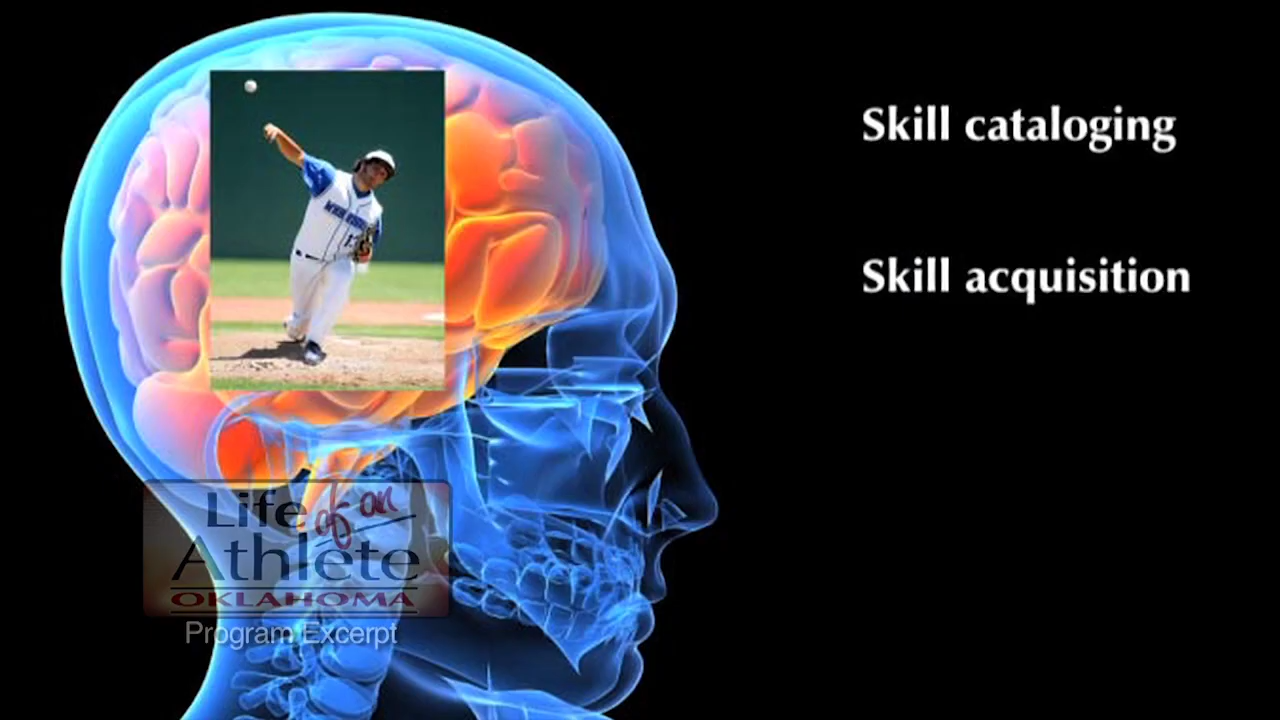 Skill cataloging
Skill acquisition
Life of an
Athlete
OKLAHOMA
Program Excerpt